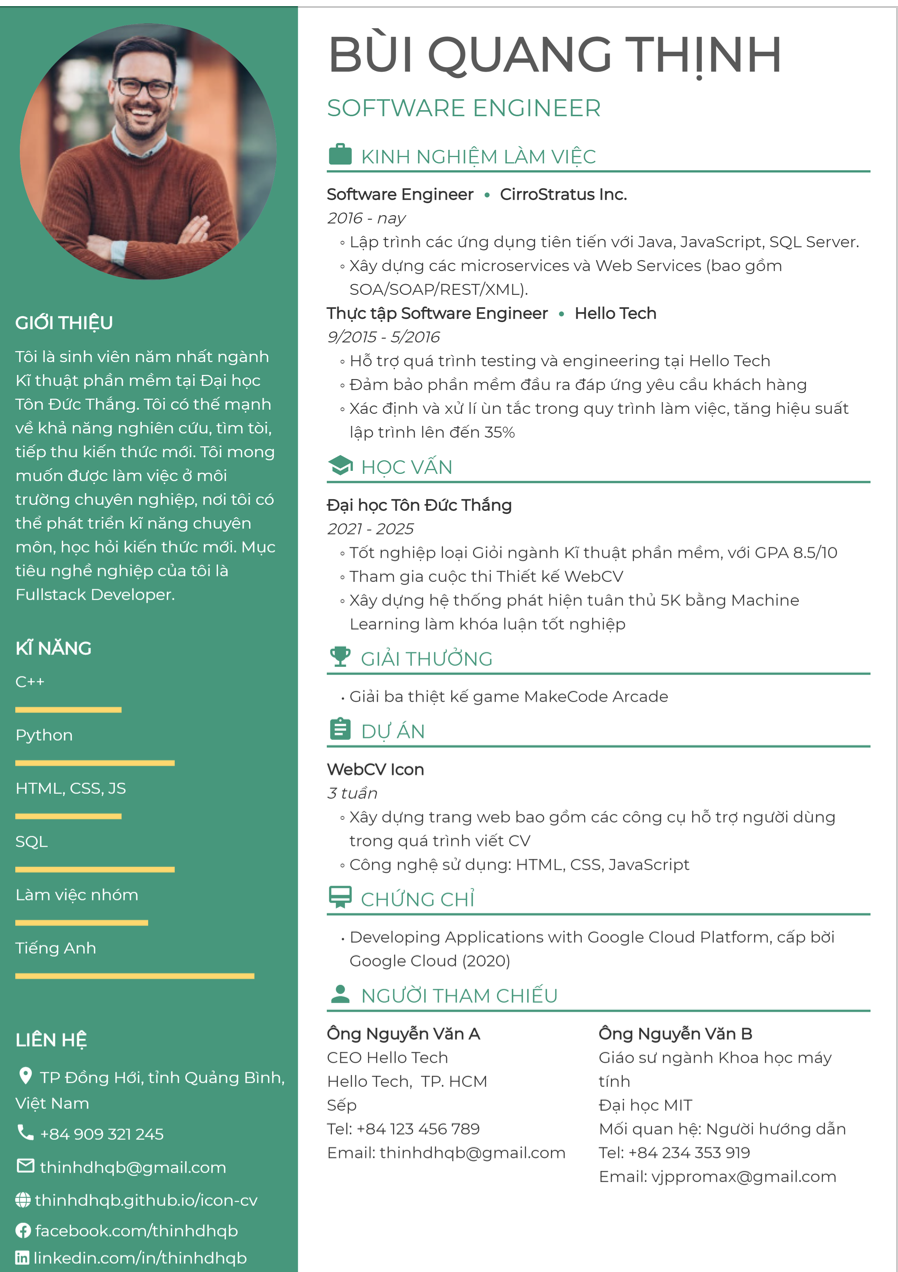 BÙI QUANG THỊNH
SOFTWARE ENGINEER
GIỚI THIỆU
Tôi là sinh viên năm nhất ngành
Kĩ thuật phần mềm tại Đại học
Tôn Đức Thắng. Tôi có thế mạnh
về khả năng nghiên cứu, tìm tòi,
tiếp thu kiến thức mới. Tôi mong
muốn được làm việc ở môi
trường chuyên nghiệp, nơi tôi có
thể phát triển kĩ năng chuyên
môn, học hỏi kiến thức mới. Mục
tiêu nghề nghiệp của tôi là
Fullstack Developer.
KĨ NĂNG
C++
Python
HTML, CSS, JS
SQL
Làm việc nhóm
Tiếng Anh
LIÊN HỆ
TP Đồng Hới, tỉnh Quảng Bình,
Việt Nam
+84 909 321 245
thinhdhqb@gmail.com
thinhdhqb.github.io/icon-cv
facebook.com/thinhdhqb
linkedin.com/in/thinhdhqb
KINH NGHIỆM LÀM VIỆC
Software Engineer • CirroStratus Inc.
2016 - nay
◦ Lập trình các ứng dụng tiên tiến với Java, JavaScript, SQL Server.
◦ Xây dựng các microservices và Web Services (bao gồm
SOA/SOAP/REST/XML).
Thực tập Software Engineer • Hello Tech
9/2015 - 5/2016
◦ Hỗ trợ quá trình testing và engineering tại Hello Tech
◦ Đảm bảo phần mềm đầu ra đáp ứng yêu cầu khách hàng
◦ Xác định và xử lí ùn tắc trong quy trình làm việc, tăng hiệu suất
lập trình lên đến 35%
HỌC VẤN
Đại học Tôn Đức Thắng
2021 - 2025
◦ Tốt nghiệp loại Giỏi ngành Kĩ thuật phần mềm, với GPA 8.5/10
◦ Tham gia cuộc thi Thiết kế WebCV
◦ Xây dựng hệ thống phát hiện tuân thủ 5K bằng Machine
Learning làm khóa luận tốt nghiệp
GIẢI THƯỞNG
• Giải ba thiệt kế game MakeCode Arcade
DỰ ÁN
WebCV Icon
3 tuần
◦ Xây dựng trang web bao gồm các công cụ hỗ trợ người dùng
trong quá trình viết CV
◦ Công nghệ sử dụng: HTML, CSS, JavaScript
CHỨNG CHỈ
• Developing Applications with Google Cloud Platform, cấp bởi
Google Cloud (2020)
NGƯỜI THAM CHIẾU
Ông Nguyễn Văn A
CEO Hello Tech
Hello Tech, TP. HCM
Sếp
Tel: +84 123 456 789
Email: thinhdhqb@gmail.com
Ông Nguyễn Văn B
Giáo sư ngành Khoa học máy
tính
Đại học MIT
Mối quan hệ: Người hướng dẫn
Tel: +84 234 353 919
Email: vjppromax@gmail.com